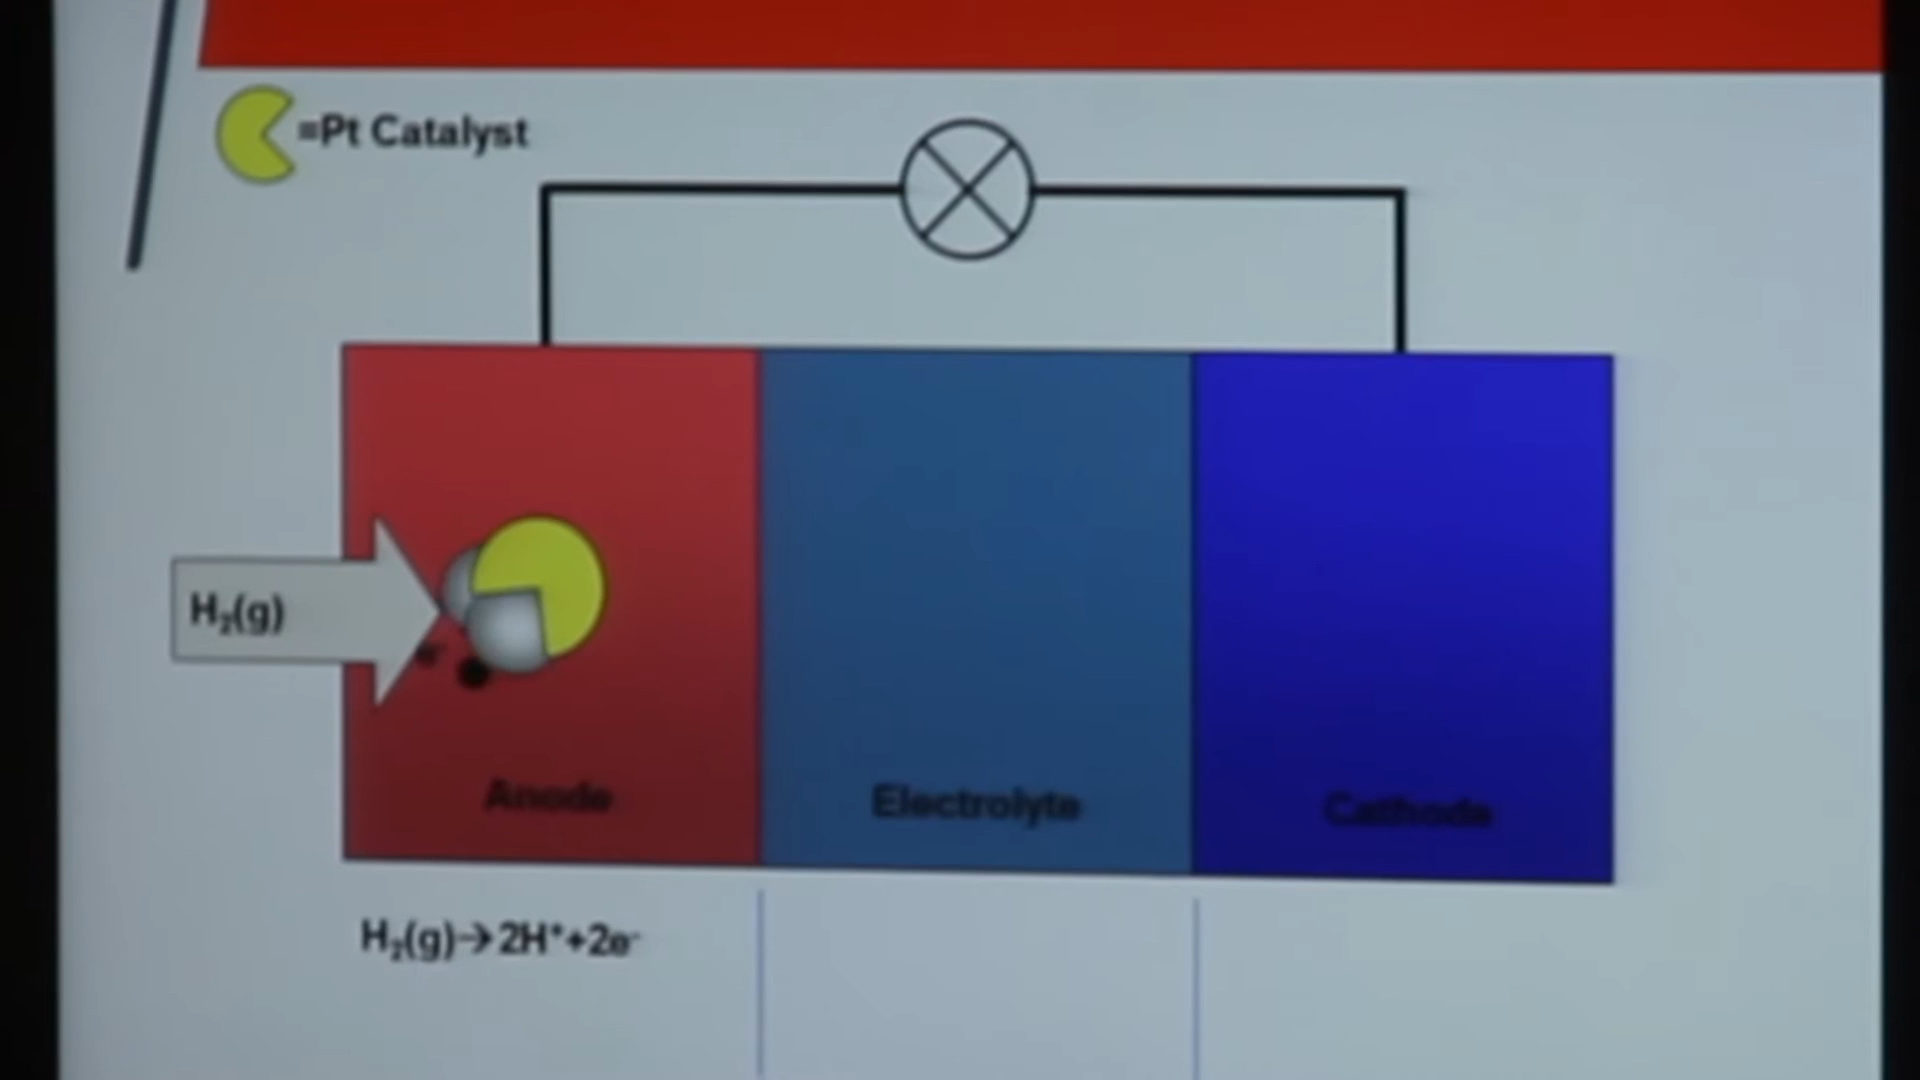 =Pt Catalyst
H₂(g)
e⁻
Anode
Electrolyte
Cathode
H₂(g)→2H⁺+2e⁻